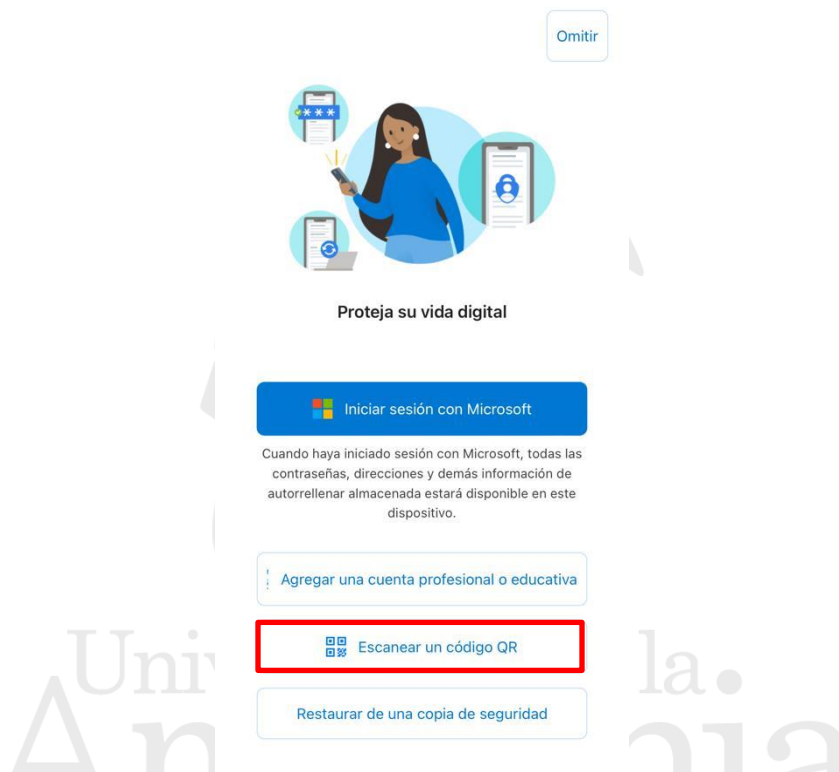 Omitir
***
Proteja su vida digital
Iniciar sesión con Microsoft
Cuando haya iniciado sesión con Microsoft, todas las
contraseñas, direcciones y demás información de
autorrellenar almacenada estará disponible en este
dispositivo.
Agregar una cuenta profesional o educativa
Escanear un código QR
Univ la
Restaurar de una copia de seguridad